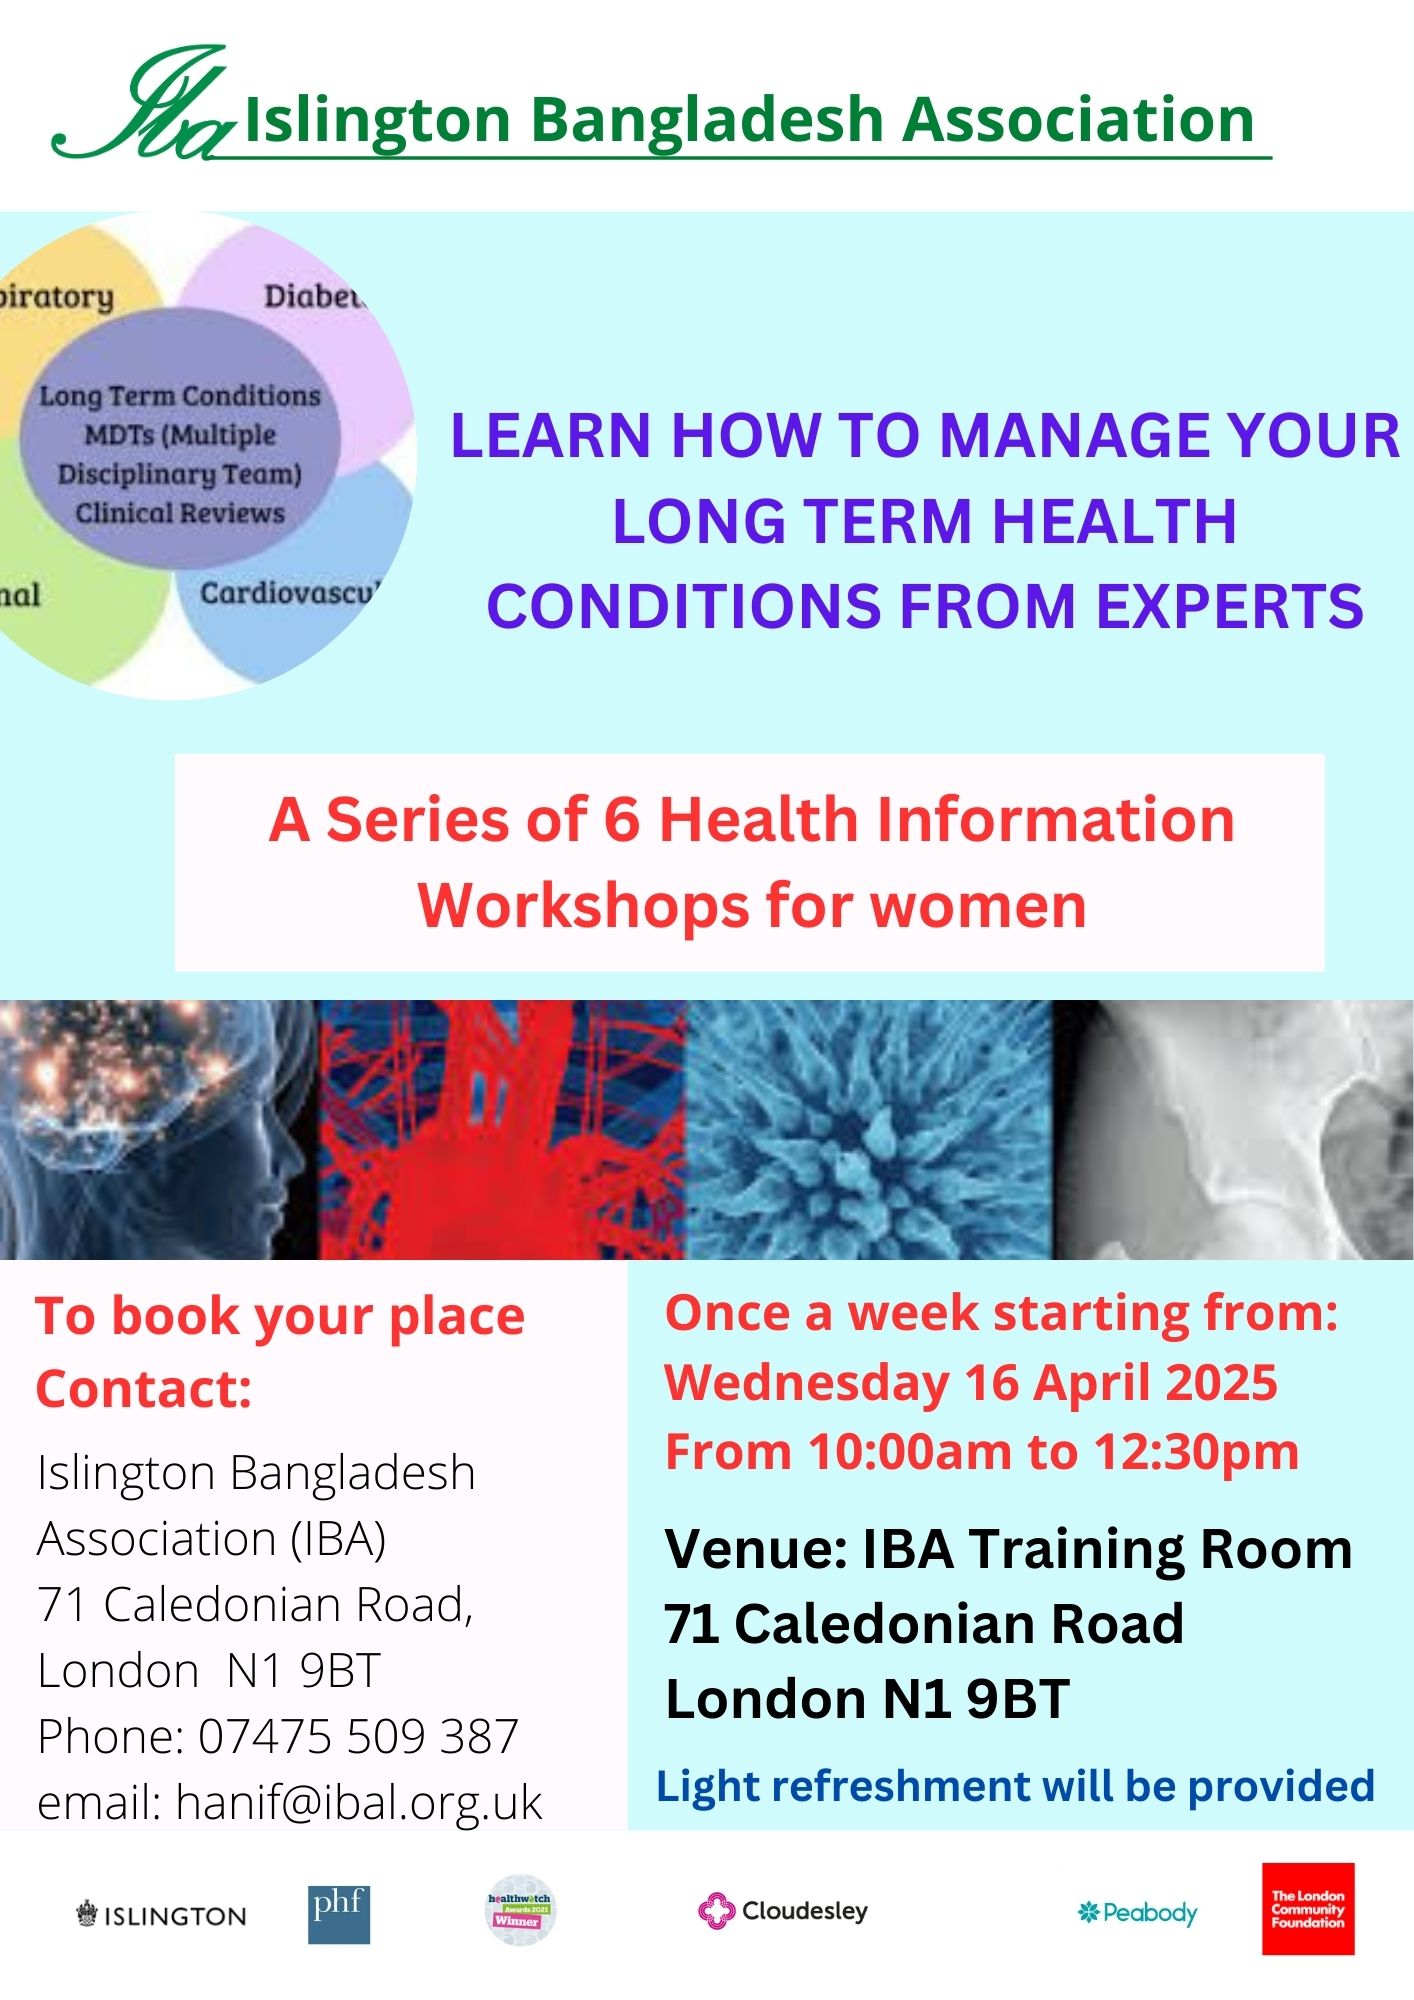 Iba Islington Bangladesh Association
piratory
Diabet
Long Term Conditions
MDTs (Multiple
Disciplinary Team)
Clinical Reviews
nal
Cardiovascu
LEARN HOW TO MANAGE YOUR
LONG TERM HEALTH
CONDITIONS FROM EXPERTS
A Series of 6 Health Information
Workshops for women
To book your place
Contact:
Islington Bangladesh
Association (IBA)
71 Caledonian Road,
London N1 9BT
Phone: 07475 509 387
email: hanif@ibal.org.uk
Once a week starting from:
Wednesday 16 April 2025
From 10:00am to 12:30pm
Venue: IBA Training Room
71 Caledonian Road
London N1 9BT
Light refreshment will be provided
ISLINGTON
phf
healthwatch
Awards 2021
Winner
Cloudesley
Peabody
The London
Community
Foundation